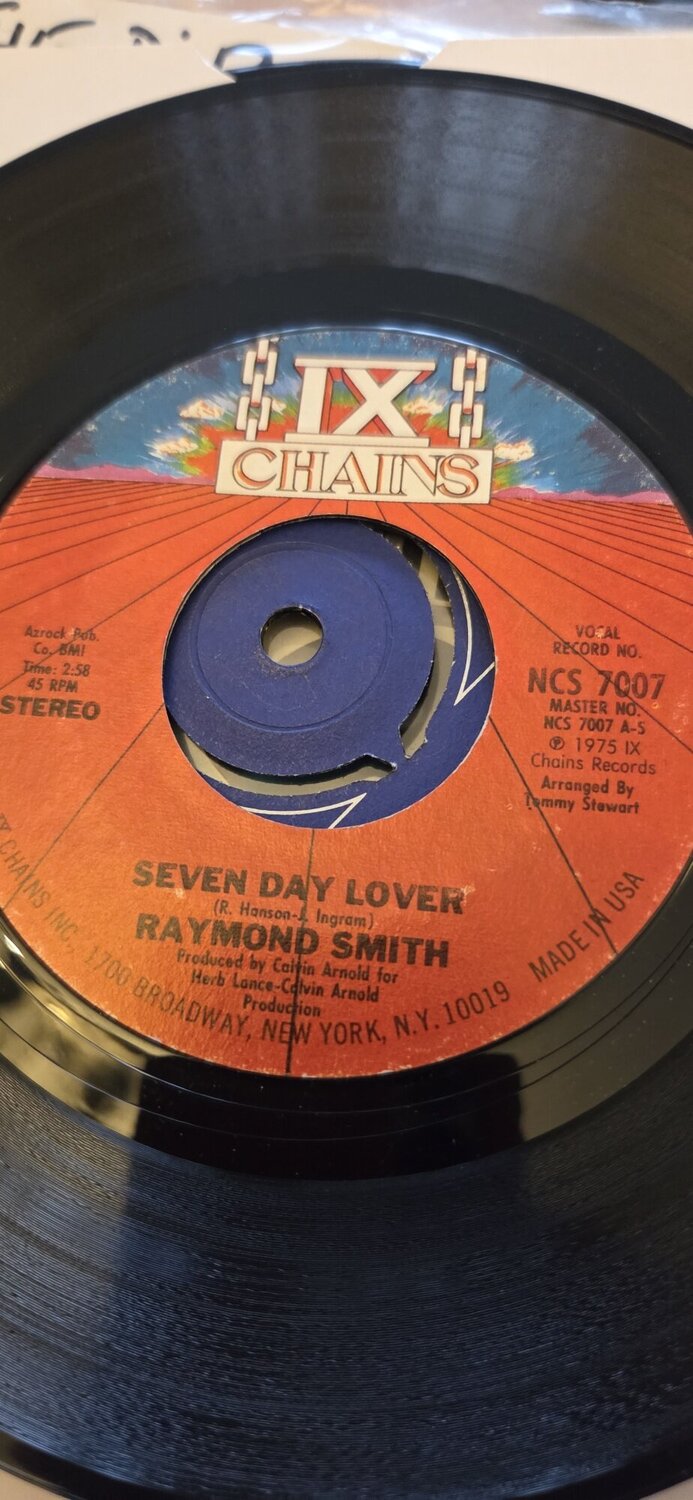 IX
CHAINS
Azrock Pub.
Co. BMI
Time: 2:58
45 RPM
STEREO
VOCAL
RECORD NO.
NCS 7007
MASTER NO.
NCS 7007 A-S
℗ 1975 IX
Chains Records
Arranged By
Tommy Stewart
SEVEN DAY LOVER
(R. Hanson-J. Ingram)
RAYMOND SMITH
Produced by Calvin Arnold for
Herb Lance-Calvin Arnold
Production
IX CHAINS INC., 1700 BROADWAY, NEW YORK, N.Y. 10019 MADE IN USA